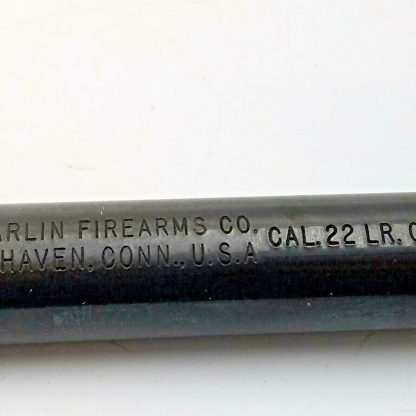 ARLIN FIREARMS CO.
HAVEN, CONN., U.S.A
CAL. 22 LR.